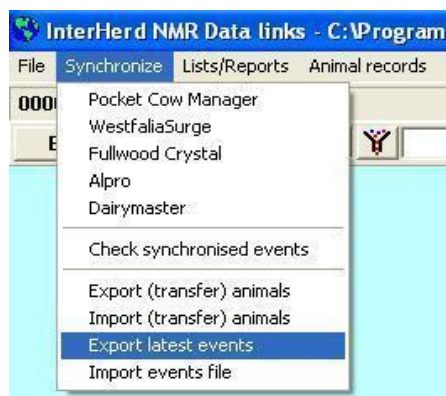 InterHerd NMR Data links - C:\Program
File Synchronize Lists/Reports Animal records
Pocket Cow Manager
WestfaliaSurge
Fullwood Crystal
Alpro
Dairymaster
Check synchronised events
Export (transfer) animals
Import (transfer) animals
Export latest events
Import events file